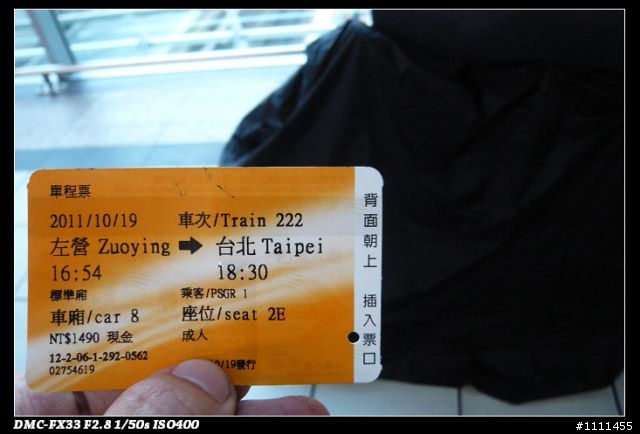 單程票
2011/10/19 車次/Train 222
左營 Zuoying ➡ 台北 Taipei
16:54 18:30
標準廂 乘客/PSGR 1
車廂/car 8 座位/seat 2E
NT$1490 現金 成人
12-2-06-1-292-0562
02754619 0/19發行
背面朝上 插入票口
DMC-FX33 F2.8 1/50s ISO400 #1111455